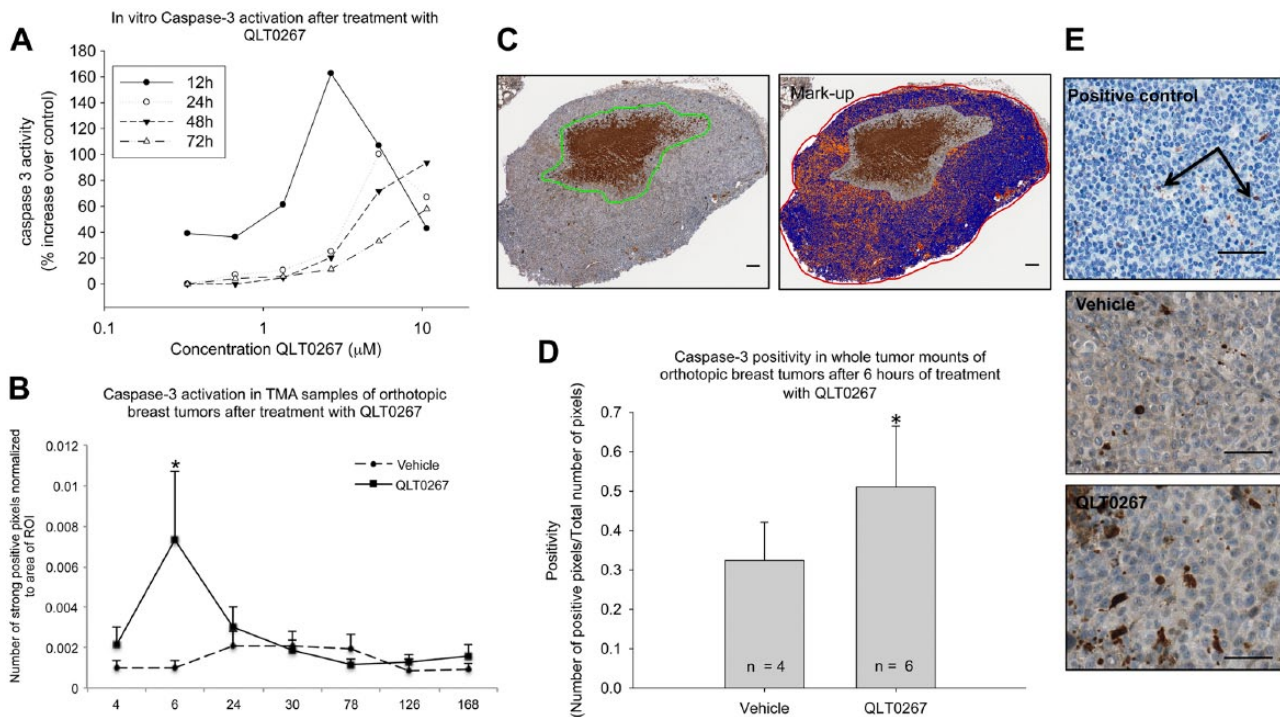 A
In vitro Caspase-3 activation after treatment with
QLT0267
caspase 3 activity
(% increase over control)
180
160
140
120
100
80
60
40
20
0
12h
24h
48h
72h
0.1
1
10
Concentration QLT0267 (μM)
B
Caspase-3 activation in TMA samples of orthotopic
breast tumors after treatment with QLT0267
Number of strong positive pixels normalized
to area of ROI
0.012
0.01
0.008
0.006
0.004
0.002
0
*
Vehicle
QLT0267
4 6 24 30 78 126 168
C
Mark-up
D
Caspase-3 positivity in whole tumor mounts of
orthotopic breast tumors after 6 hours of treatment
with QLT0267
Positivity
(Number of positive pixels/Total number of pixels)
0.7
0.6
0.5
0.4
0.3
0.2
0.1
0.0
*
n = 4
n = 6
Vehicle
QLT0267
E
Positive control
Vehicle
QLT0267